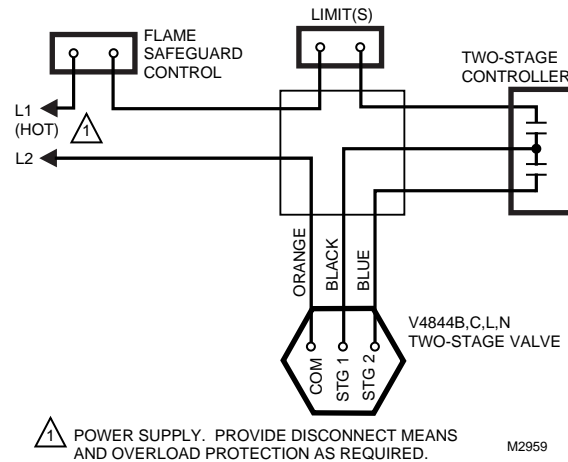 FLAME
SAFEGUARD
CONTROL
LIMIT(S)
TWO-STAGE
CONTROLLER
L1
(HOT)
1
L2
ORANGE
BLACK
BLUE
COM
STG 1
STG 2
V4844B,C,L,N
TWO-STAGE VALVE
1
POWER SUPPLY. PROVIDE DISCONNECT MEANS
AND OVERLOAD PROTECTION AS REQUIRED.
M2959